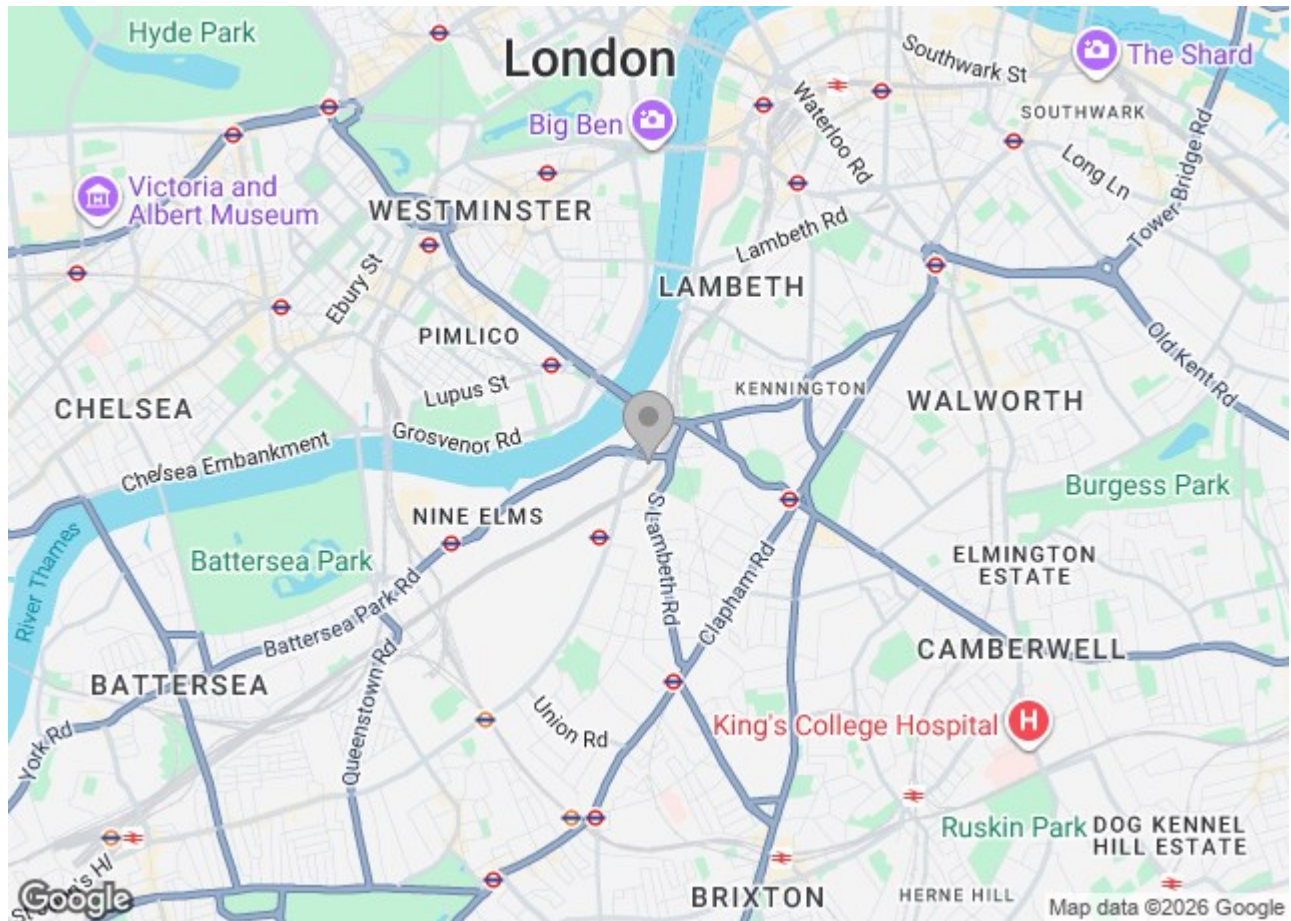 Hyde Park
London
Southwark St
The Shard
Big Ben
Waterloo Rd
SOUTHWARK
Long Ln
Tower Bridge Rd
Victoria and
Albert Museum
WESTMINSTER
Lambeth Rd
LAMBETH
Ebury St
PIMLICO
Old Kent Rd
Lupus St
KENNINGTON
WALWORTH
CHELSEA
Grosvenor Rd
Chelsea Embankment
Burgess Park
S Lambeth Rd
NINE ELMS
Battersea Park
River Thames
Clapham Rd
ELMINGTON
ESTATE
Battersea Park Rd
CAMBERWELL
BATTERSEA
Queenstown Rd
Union Rd
King's College Hospital
H
York Rd
Ruskin Park
DOG KENNEL
HILL ESTATE
BRIXTON
HERNE HILL
Google
Map data ©2026 Google